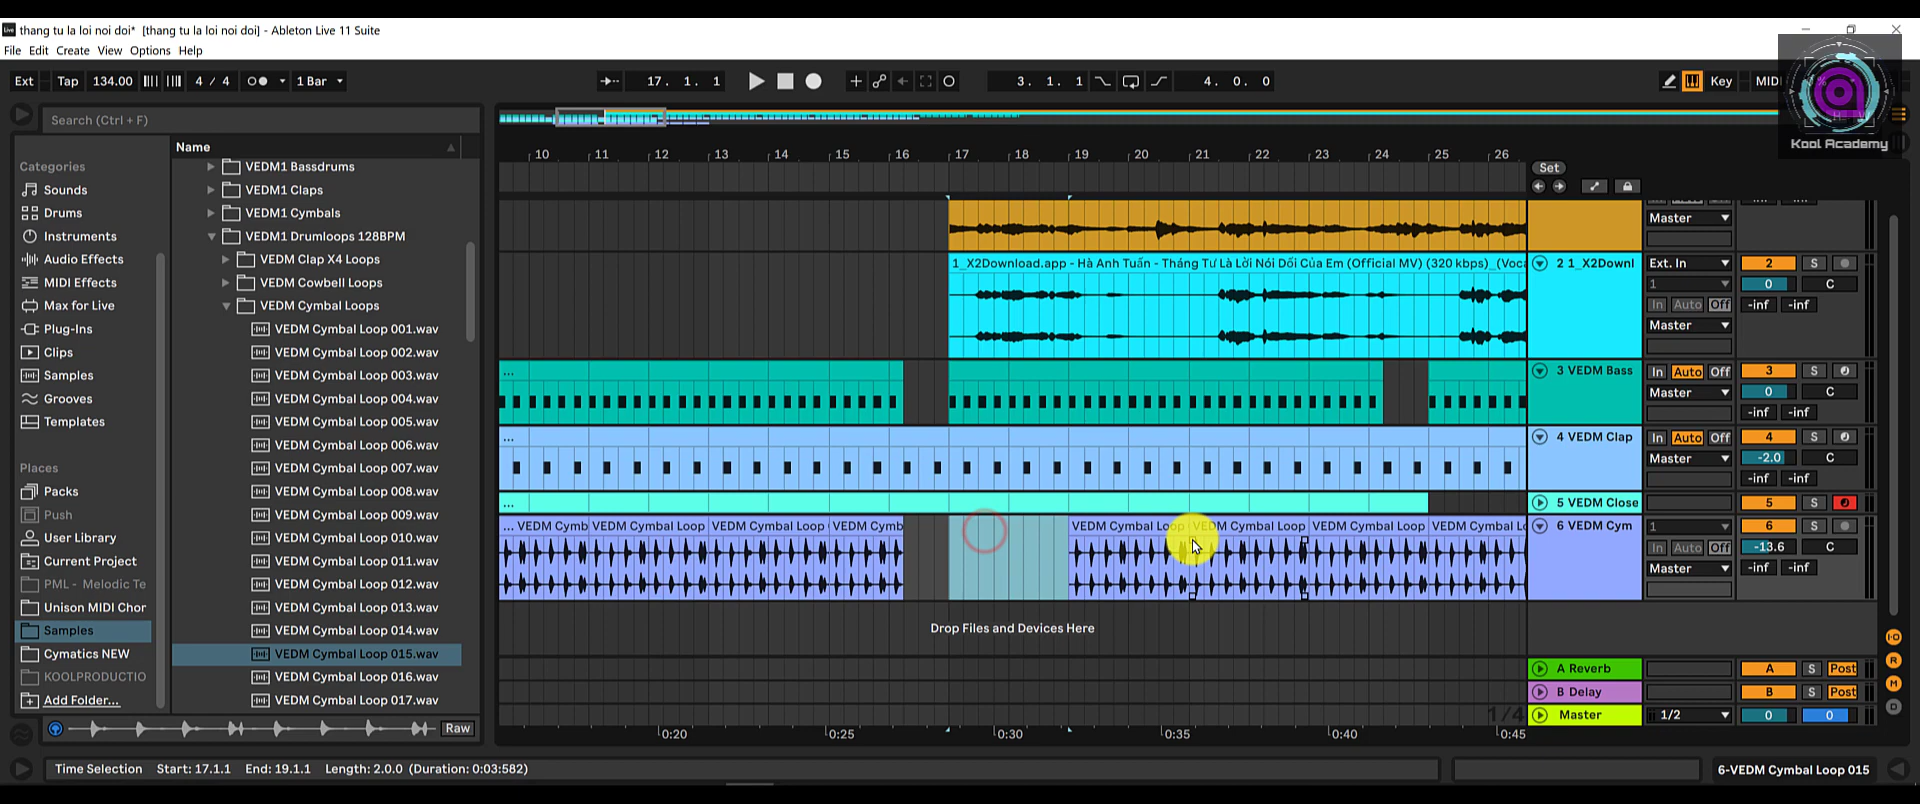 thang tu la loi noi doi* [thang tu la loi noi doi] - Ableton Live 11 Suite
File Edit Create View Options Help
Ext Tap 134.00 4 / 4 1 Bar 17. 1. 1 3. 1. 1 4. 0. 0 Key MIDI
Kool Academy
Search (Ctrl + F)
Categories
Sounds
Drums
Instruments
Audio Effects
MIDI Effects
Max for Live
Plug-Ins
Clips
Samples
Grooves
Templates
Places
Packs
Push
User Library
Current Project
PML - Melodic Te
Unison MIDI Chor
Samples
Cymatics NEW
KOOLPRODUCTIO
Add Folder...
Name
VEDM1 Bassdrums
VEDM1 Claps
VEDM1 Cymbals
VEDM1 Drumloops 128BPM
VEDM Clap X4 Loops
VEDM Cowbell Loops
VEDM Cymbal Loops
VEDM Cymbal Loop 001.wav
VEDM Cymbal Loop 002.wav
VEDM Cymbal Loop 003.wav
VEDM Cymbal Loop 004.wav
VEDM Cymbal Loop 005.wav
VEDM Cymbal Loop 006.wav
VEDM Cymbal Loop 007.wav
VEDM Cymbal Loop 008.wav
VEDM Cymbal Loop 009.wav
VEDM Cymbal Loop 010.wav
VEDM Cymbal Loop 011.wav
VEDM Cymbal Loop 012.wav
VEDM Cymbal Loop 013.wav
VEDM Cymbal Loop 014.wav
VEDM Cymbal Loop 015.wav
VEDM Cymbal Loop 016.wav
VEDM Cymbal Loop 017.wav
Raw
10 11 12 13 14 15 16 17 18 19 20 21 22 23 24 25 26
Set
Master
1_X2Download.app - Hà Anh Tuấn - Tháng Tư Là Lời Nói Dối Của Em (Official MV) (320 kbps)_(Voca
2 1_X2Downl Ext. In 2 S
1 0 C
In Auto Off -inf -inf
Master
...
3 VEDM Bass In Auto Off 3 S
Master 0 C
-inf -inf
...
4 VEDM Clap In Auto Off 4 S
Master -2.0 C
-inf -inf
...
5 VEDM Close 5 S
... VEDM Cymb VEDM Cymbal Loop VEDM Cymbal VEDM Cymb VEDM Cymbal Loop VEDM Cymbal Loop VEDM Cymbal Loop VEDM Cymbal Lo
6 VEDM Cym 1 6 S
In Auto Off -13.6 C
Master -inf -inf
Drop Files and Devices Here
A Reverb A S Post
B Delay B S Post
1/4 Master 1/2 0 0
0:20 0:25 0:30 0:35 0:40 0:45
I·O
R
M
D
Time Selection Start: 17.1.1 End: 19.1.1 Length: 2.0.0 (Duration: 0:03:582)
6-VEDM Cymbal Loop 015